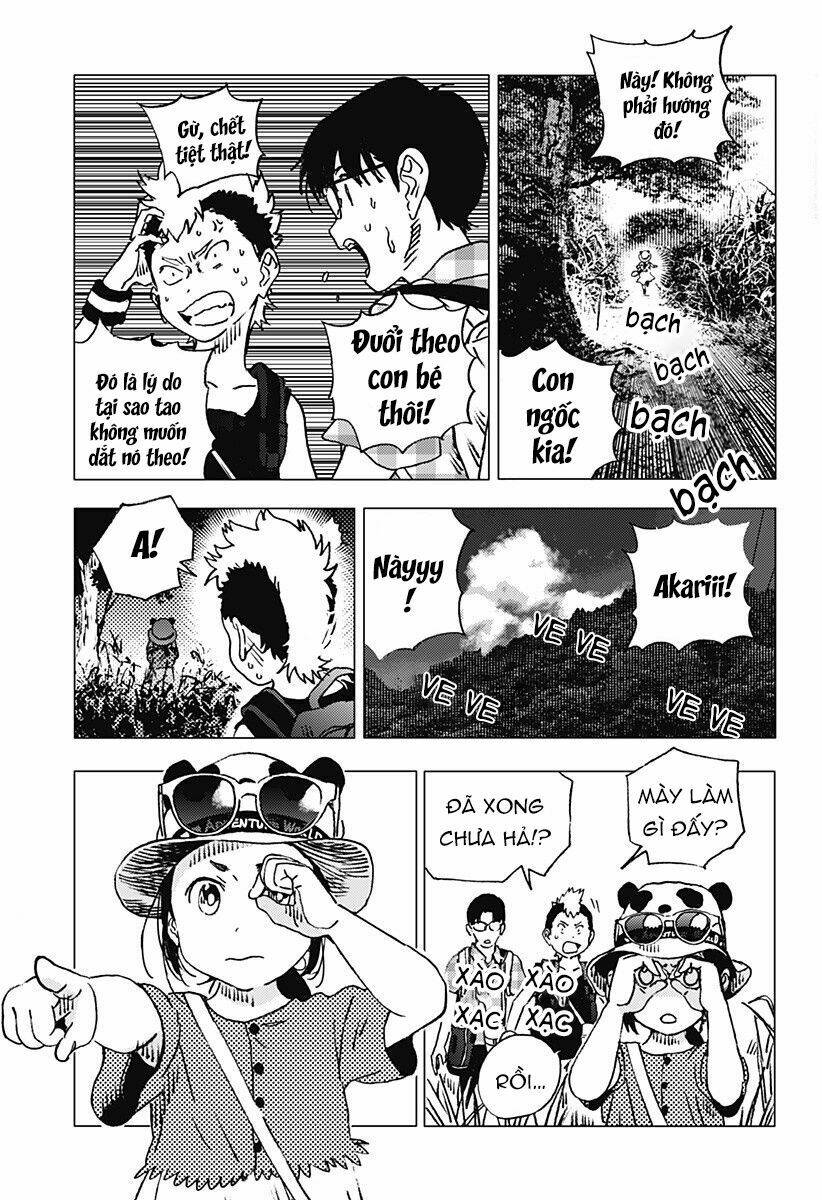 Này! Không
phải hướng
đó!
bạch
bạch
bạch
bạch
Con
ngốc
kia!
Gừ, chết
tiệt thật!
Đuổi theo
con bé
thôi!
Đó là lý do
tại sao tao
không muốn
dắt nó theo!
Akariii!
Nàyyy
!
VE VE
VE VE
VE VE
A!
MÀY LÀM
GÌ ĐẤY?
ĐÃ XONG
CHƯA HẢ!?
XÀO
XẠC
XÀO
XẠC
RỒI...
ADVENTURE WORLD